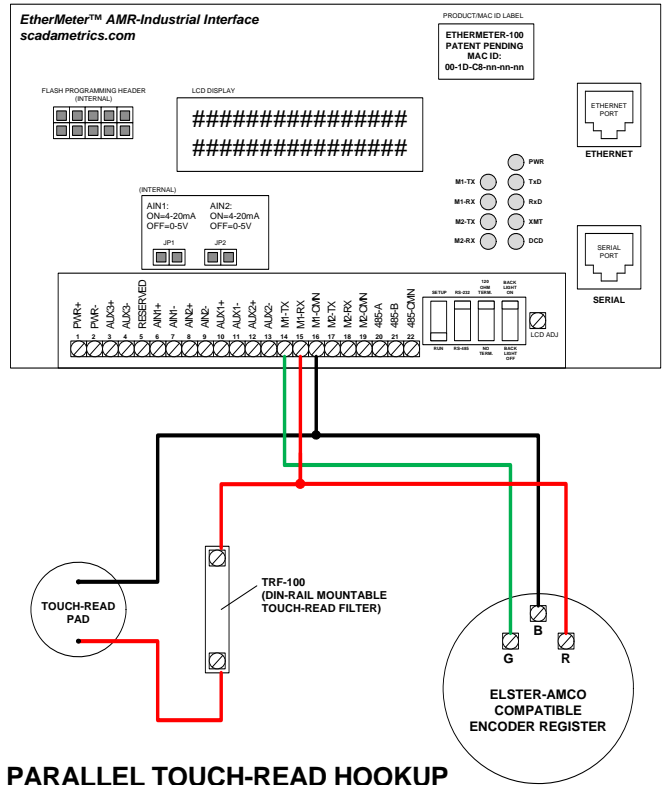 EtherMeter™ AMR-Industrial Interface
scadametrics.com
PRODUCT/MAC ID LABEL
ETHERMETER-100
PATENT PENDING
MAC ID:
00-1D-C8-nn-nn-nn
FLASH PROGRAMMING HEADER
(INTERNAL)
LCD DISPLAY
################
################
ETHERNET
PORT
ETHERNET
PWR
M1-TX TxD
M1-RX RxD
M2-TX XMT
M2-RX DCD
(INTERNAL)
AIN1:
ON=4-20mA
OFF=0-5V
JP1
AIN2:
ON=4-20mA
OFF=0-5V
JP2
SERIAL
PORT
SERIAL
PWR+ PWR- AUX3+ AUX3- RESERVED AIN1+ AIN1- AIN2+ AIN2- AUX1+ AUX1- AUX2+ AUX2- M1-TX M1-RX M1-CMN M2-TX M2-RX M2-CMN 485-A 485-B 485-CMN
1 2 3 4 5 6 7 8 9 10 11 12 13 14 15 16 17 18 19 20 21 22
SETUP
RUN
RS-232
RS-485
120
OHM
TERM.
NO
TERM.
BACK
LIGHT
ON
BACK
LIGHT
OFF
LCD ADJ
TRF-100
(DIN-RAIL MOUNTABLE
TOUCH-READ FILTER)
TOUCH-READ
PAD
B
G R
ELSTER-AMCO
COMPATIBLE
ENCODER REGISTER
PARALLEL TOUCH-READ HOOKUP